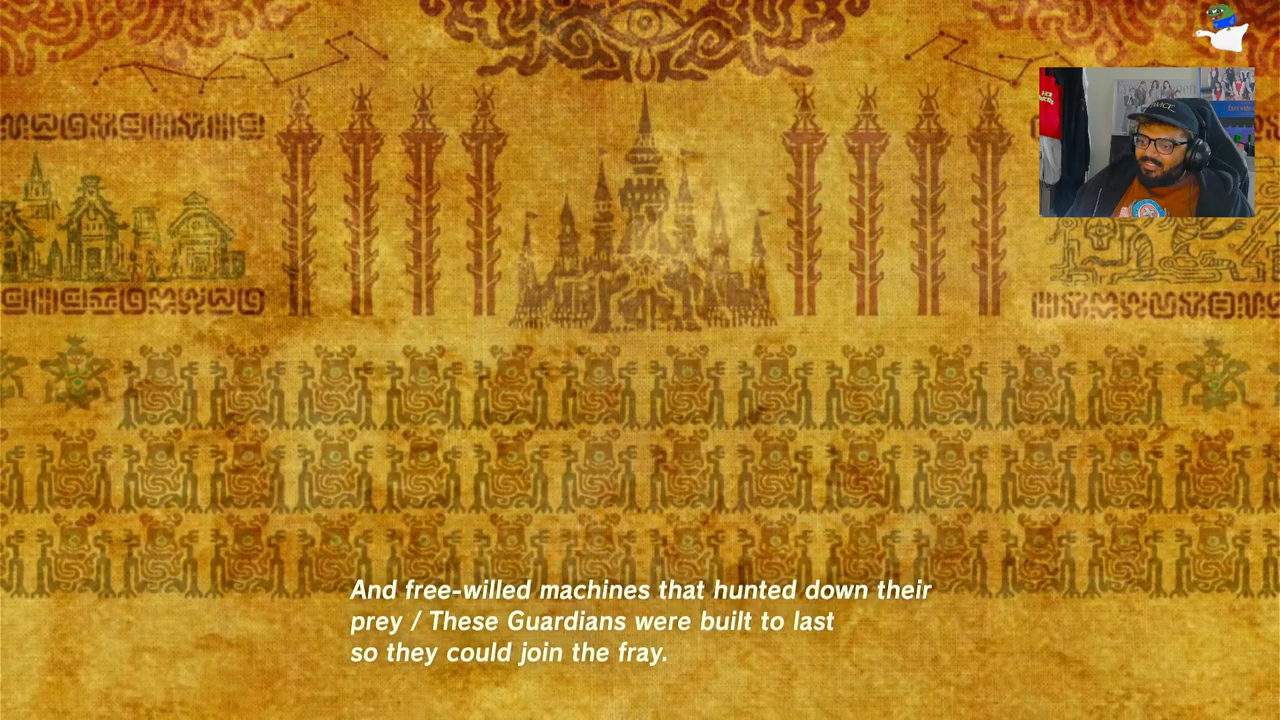 And free-willed machines that hunted down their
prey / These Guardians were built to last
so they could join the fray.